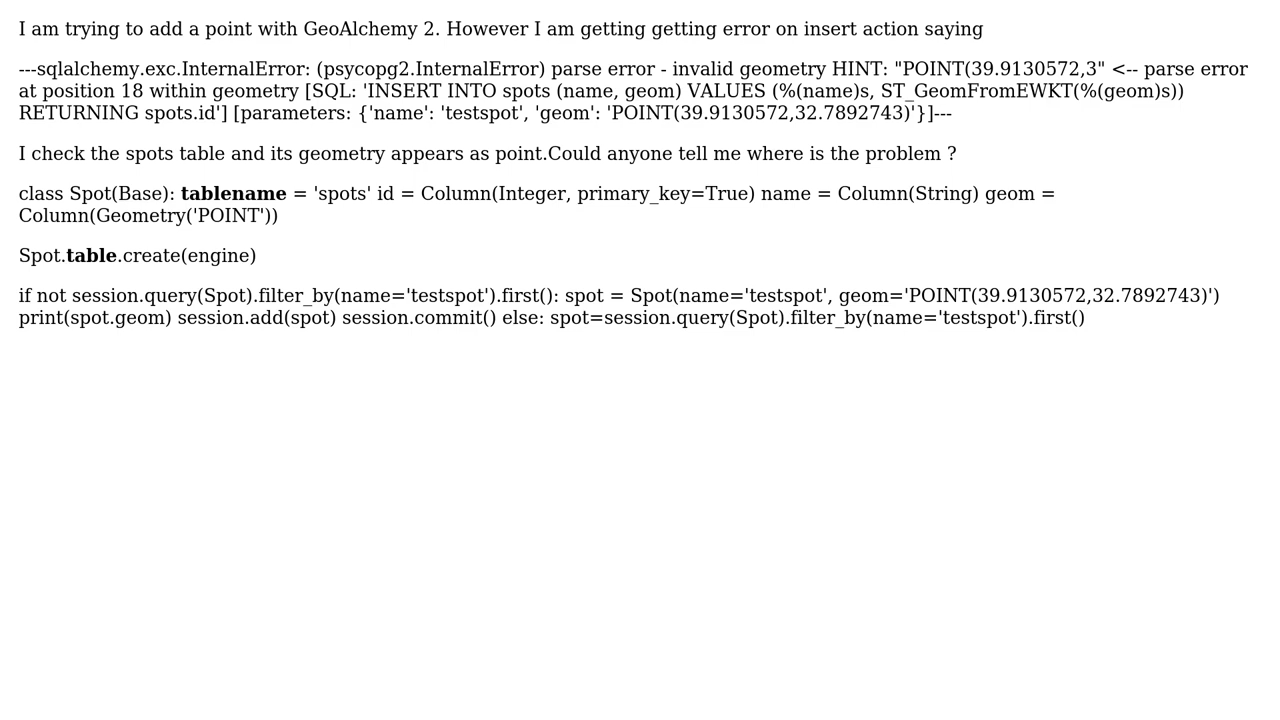 I am trying to add a point with GeoAlchemy 2. However I am getting getting error on insert action saying
---sqlalchemy.exc.InternalError: (psycopg2.InternalError) parse error - invalid geometry HINT: "POINT(39.9130572,3" <-- parse error
at position 18 within geometry [SQL: 'INSERT INTO spots (name, geom) VALUES (%(name)s, ST_GeomFromEWKT(%(geom)s))
RETURNING spots.id'] [parameters: {'name': 'testspot', 'geom': 'POINT(39.9130572,32.7892743)'}]---
I check the spots table and its geometry appears as point.Could anyone tell me where is the problem ?
class Spot(Base): tablename = 'spots' id = Column(Integer, primary_key=True) name = Column(String) geom =
Column(Geometry('POINT'))
Spot.table.create(engine)
if not session.query(Spot).filter_by(name='testspot').first(): spot = Spot(name='testspot', geom='POINT(39.9130572,32.7892743)')
print(spot.geom) session.add(spot) session.commit() else: spot=session.query(Spot).filter_by(name='testspot').first()